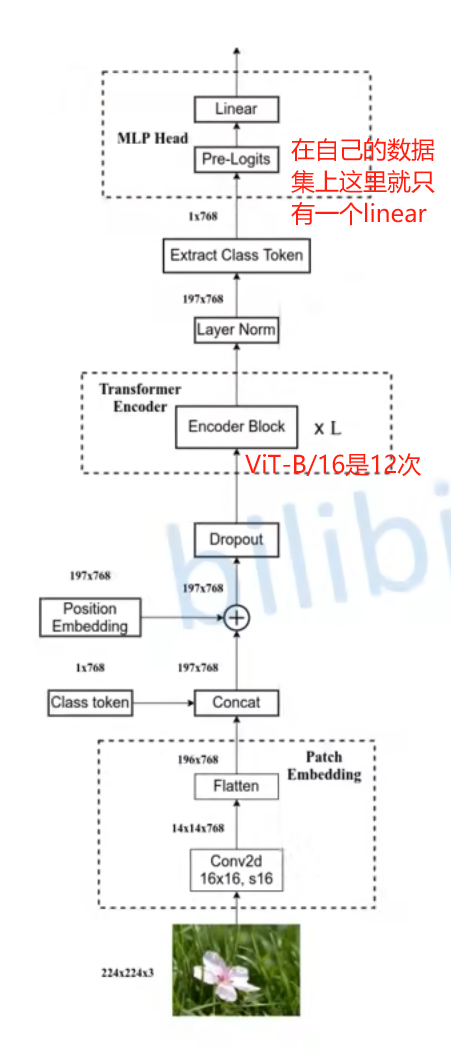 Linear
MLP Head
Pre-Logits
在自己的数据
集上这里就只
有一个linear
1x768
Extract Class Token
197x768
Layer Norm
Transformer
Encoder
Encoder Block
x L
ViT-B/16是12次
Dropout
197x768
197x768
Position
Embedding
+
1x768
197x768
Class token
Concat
196x768
Patch
Embedding
Flatten
14x14x768
Conv2d
16x16, s16
224x224x3
bilibi